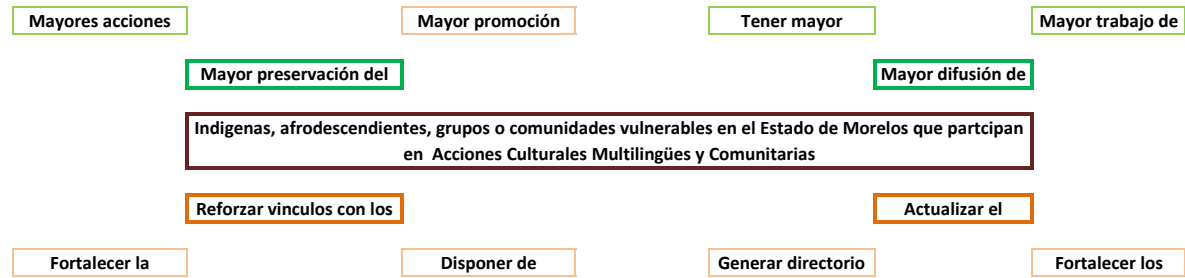 Mayores acciones
Mayor promoción
Tener mayor
Mayor trabajo de
Mayor preservación del
Mayor difusión de
Indigenas, afrodescendientes, grupos o comunidades vulnerables en el Estado de Morelos que partcipan
en Acciones Culturales Multilingües y Comunitarias
Reforzar vinculos con los
Actualizar el
Fortalecer la
Disponer de
Generar directorio
Fortalecer los